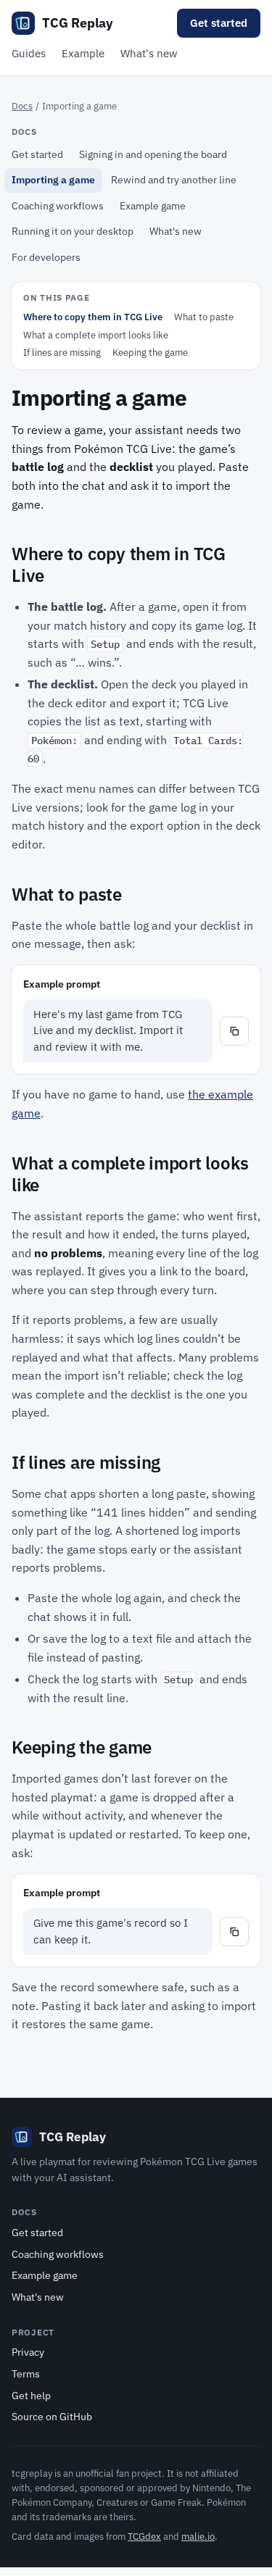 TCG Replay
Get started
Guides Example What's new
Docs / Importing a game
DOCS
Get started Signing in and opening the board
Importing a game Rewind and try another line
Coaching workflows Example game
Running it on your desktop What's new
For developers
ON THIS PAGE
Where to copy them in TCG Live What to paste
What a complete import looks like
If lines are missing Keeping the game
Importing a game
To review a game, your assistant needs two
things from Pokémon TCG Live: the game’s
battle log and the decklist you played. Paste
both into the chat and ask it to import the
game.
Where to copy them in TCG
Live
• The battle log. After a game, open it from
your match history and copy its game log. It
starts with Setup and ends with the result,
such as “… wins.”.
• The decklist. Open the deck you played in
the deck editor and export it; TCG Live
copies the list as text, starting with
Pokémon: and ending with Total Cards:
60.
The exact menu names can differ between TCG
Live versions; look for the game log in your
match history and the export option in the deck
editor.
What to paste
Paste the whole battle log and your decklist in
one message, then ask:
Example prompt
Here's my last game from TCG
Live and my decklist. Import it
and review it with me.
If you have no game to hand, use the example
game.
What a complete import looks
like
The assistant reports the game: who went first,
the result and how it ended, the turns played,
and no problems, meaning every line of the log
was replayed. It gives you a link to the board,
where you can step through every turn.
If it reports problems, a few are usually
harmless: it says which log lines couldn’t be
replayed and what that affects. Many problems
mean the import isn’t reliable; check the log
was complete and the decklist is the one you
played.
If lines are missing
Some chat apps shorten a long paste, showing
something like “141 lines hidden” and sending
only part of the log. A shortened log imports
badly: the game stops early or the assistant
reports problems.
• Paste the whole log again, and check the
chat shows it in full.
• Or save the log to a text file and attach the
file instead of pasting.
• Check the log starts with Setup and ends
with the result line.
Keeping the game
Imported games don’t last forever on the
hosted playmat: a game is dropped after a
while without activity, and whenever the
playmat is updated or restarted. To keep one,
ask:
Example prompt
Give me this game's record so I
can keep it.
Save the record somewhere safe, such as a
note. Pasting it back later and asking to import
it restores the same game.
TCG Replay
A live playmat for reviewing Pokémon TCG Live games
with your AI assistant.
DOCS
Get started
Coaching workflows
Example game
What's new
PROJECT
Privacy
Terms
Get help
Source on GitHub
tcgreplay is an unofficial fan project. It is not affiliated
with, endorsed, sponsored or approved by Nintendo, The
Pokémon Company, Creatures or Game Freak. Pokémon
and its trademarks are theirs.
Card data and images from TCGdex and malie.io.